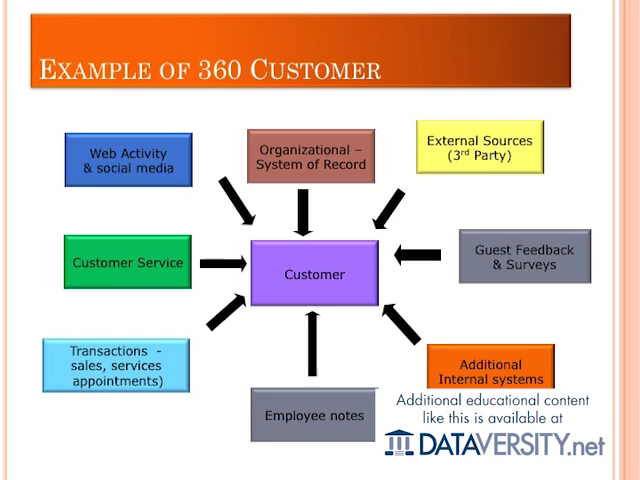 EXAMPLE OF 360 CUSTOMER
Web Activity
& social media
Organizational –
System of Record
External Sources
(3rd Party)
Customer Service
Customer
Guest Feedback
& Surveys
Transactions -
sales, services
appointments)
Employee notes
Additional
Internal systems
Additional educational content
like this is available at
DATAVERSITY.net